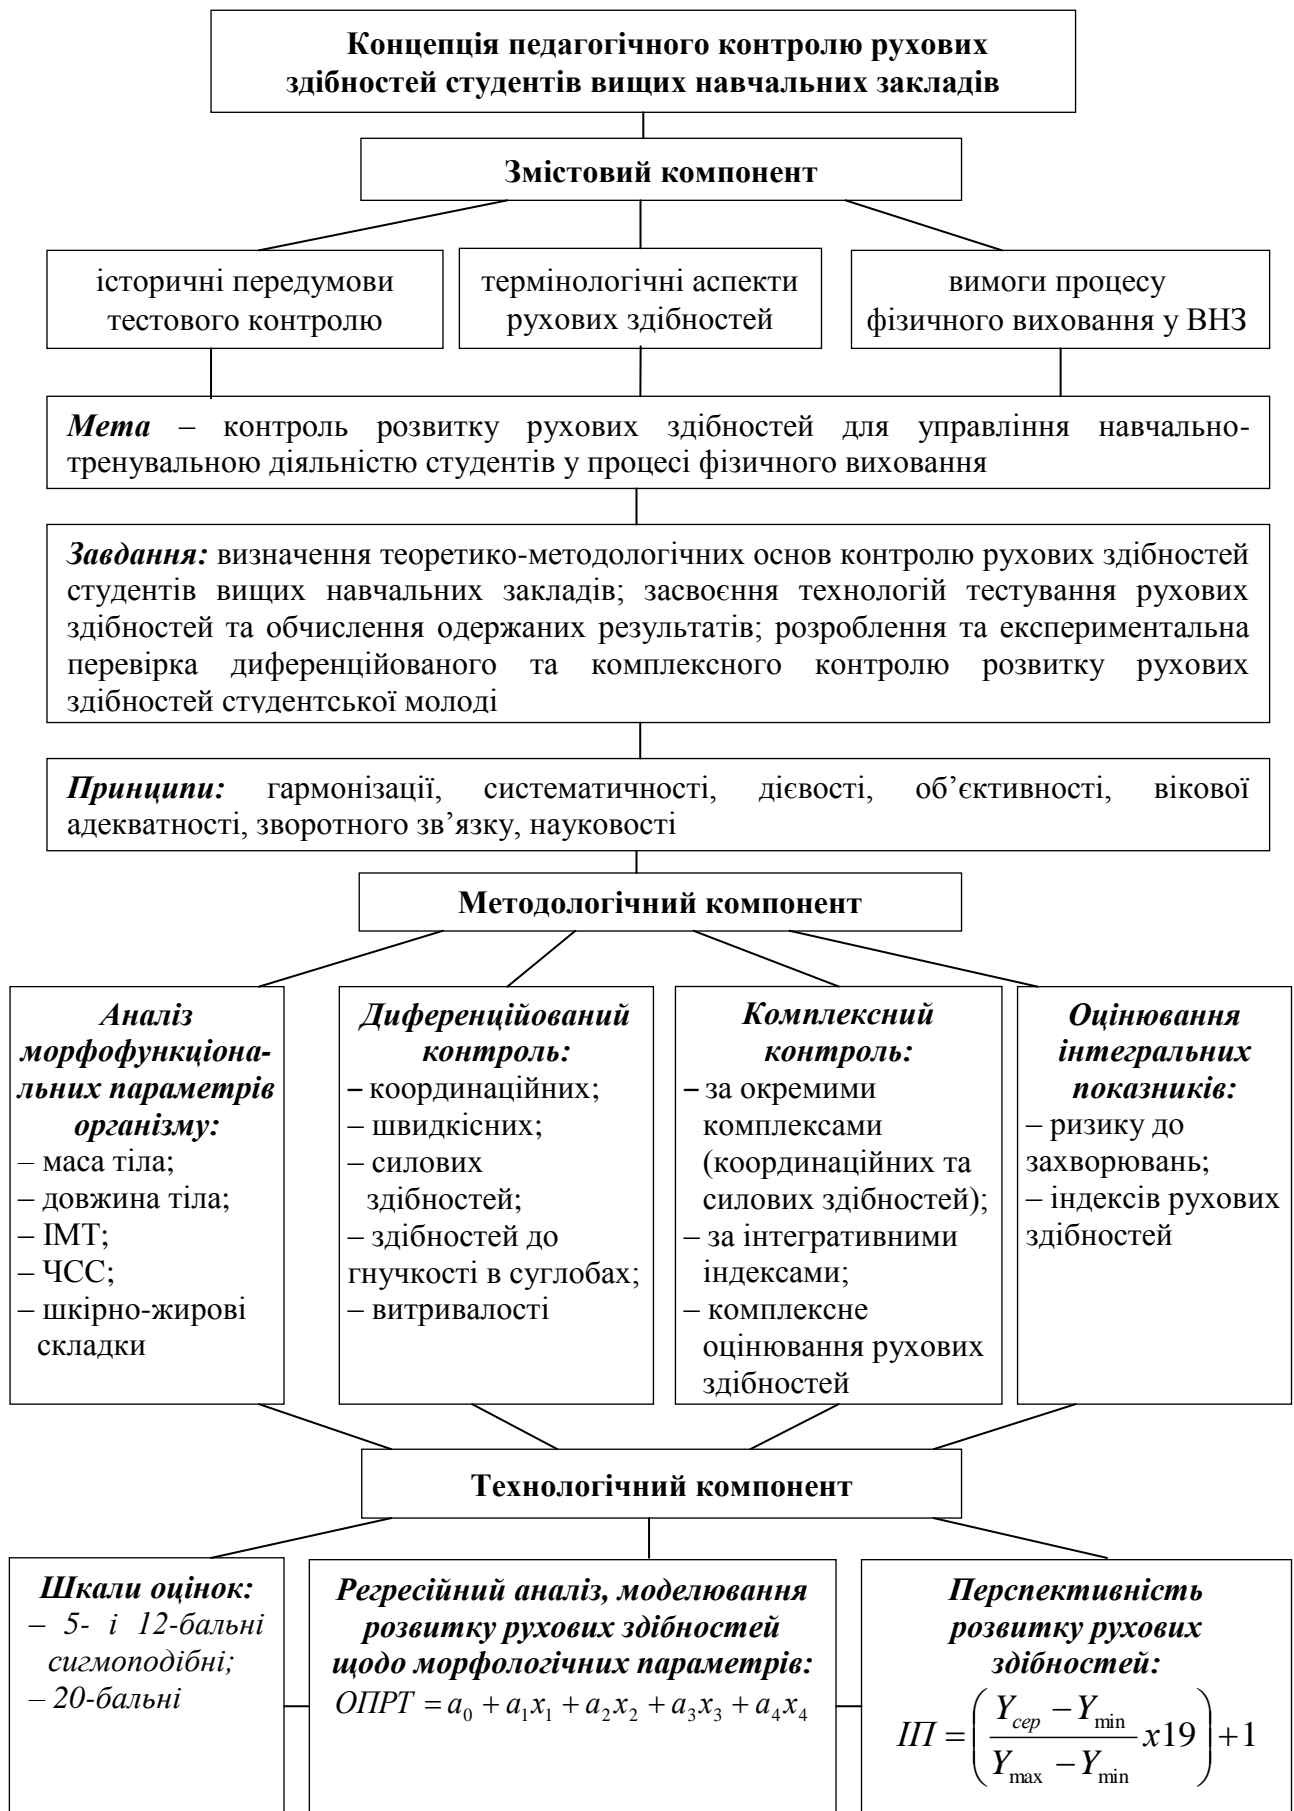 Концепція педагогічного контролю рухових
здібностей студентів вищих навчальних закладів
Змістовий компонент
історичні передумови
тестового контролю
термінологічні аспекти
рухових здібностей
вимоги процесу
фізичного виховання у ВНЗ
Мета – контроль розвитку рухових здібностей для управління навчально-
тренувальною діяльністю студентів у процесі фізичного виховання
Завдання: визначення теоретико-методологічних основ контролю рухових здібностей
студентів вищих навчальних закладів; засвоєння технологій тестування рухових
здібностей та обчислення одержаних результатів; розроблення та експериментальна
перевірка диференційованого та комплексного контролю розвитку рухових
здібностей студентської молоді
Принципи: гармонізації, систематичності, дієвості, об’єктивності, вікової
адекватності, зворотного зв’язку, науковості
Методологічний компонент
Аналіз
морфофункціона-
льних параметрів
організму:
– маса тіла;
– довжина тіла;
– ІМТ;
– ЧСС;
– шкірно-жирові
складки
Диференційований
контроль:
– координаційних;
– швидкісних;
– силових
здібностей;
– здібностей до
гнучкості в суглобах;
– витривалості
Комплексний
контроль:
– за окремими
комплексами
(координаційних та
силових здібностей);
– за інтегративними
індексами;
– комплексне
оцінювання рухових
здібностей
Оцінювання
інтегральних
показників:
– ризику до
захворювань;
– індексів рухових
здібностей
Технологічний компонент
Шкали оцінок:
– 5- і 12-бальні
сигмоподібні;
– 20-бальні
Регресійний аналіз, моделювання
розвитку рухових здібностей
щодо морфологічних параметрів:
ОПРТ = a₀ + a₁x₁ + a₂x₂ + a₃x₃ + a₄x₄
Перспективність
розвитку рухових
здібностей:
ІП = ( (Y_сер − Y_min) / (Y_max − Y_min) x19 ) + 1